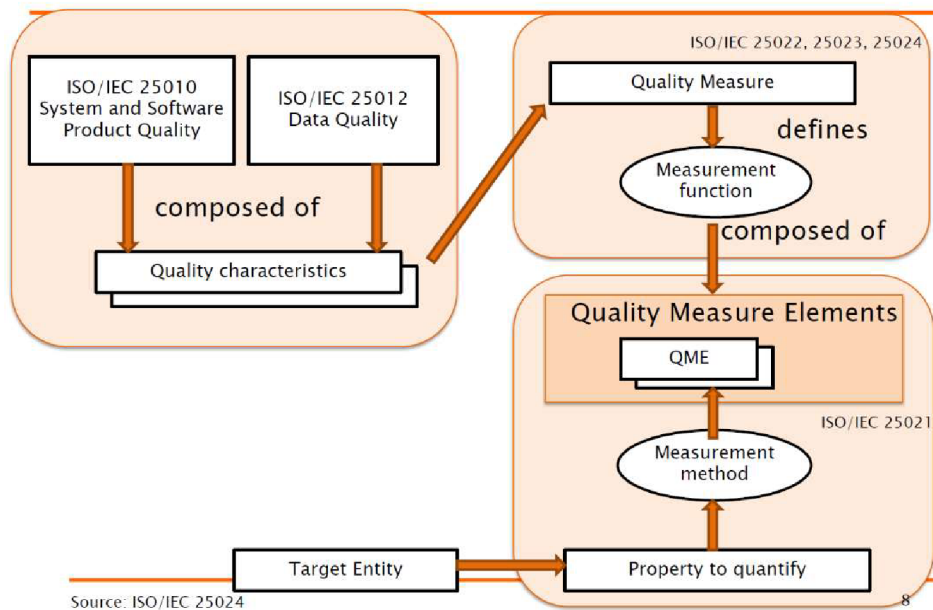 ISO/IEC 25010
System and Software
Product Quality
ISO/IEC 25012
Data Quality
composed of
Quality characteristics
ISO/IEC 25022, 25023, 25024
Quality Measure
defines
Measurement
function
composed of
Quality Measure Elements
QME
ISO/IEC 25021
Measurement
method
Target Entity
Property to quantify
Source: ISO/IEC 25024
8